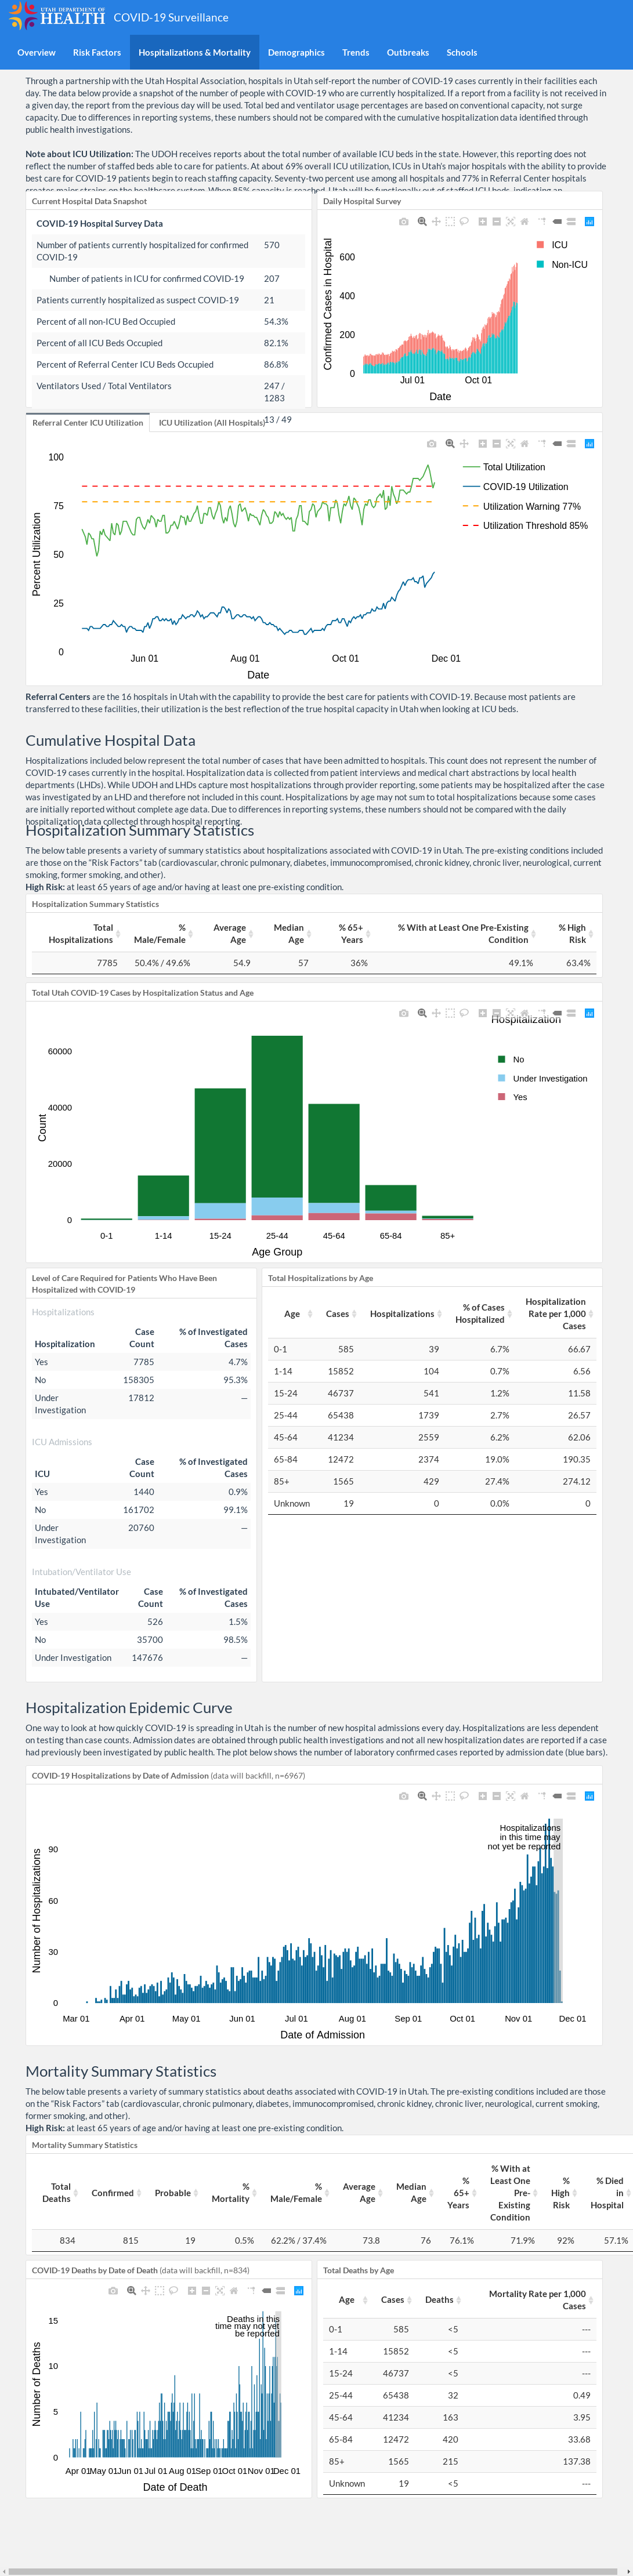 UTAH DEPARTMENT OF
HEALTH
COVID-19 Surveillance
Overview Risk Factors Hospitalizations & Mortality Demographics Trends Outbreaks Schools
Through a partnership with the Utah Hospital Association, hospitals in Utah self-report the number of COVID-19 cases currently in their facilities each
day. The data below provide a snapshot of the number of people with COVID-19 who are currently hospitalized. If a report from a facility is not received in
a given day, the report from the previous day will be used. Total bed and ventilator usage percentages are based on conventional capacity, not surge
capacity. Due to differences in reporting systems, these numbers should not be compared with the cumulative hospitalization data identified through
public health investigations.
Note about ICU Utilization: The UDOH receives reports about the total number of available ICU beds in the state. However, this reporting does not
reflect the number of staffed beds able to care for patients. At about 69% overall ICU utilization, ICUs in Utah's major hospitals with the ability to provide
best care for COVID-19 patients begin to reach staffing capacity. Seventy-two percent use among all hospitals and 77% in Referral Center hospitals
creates major strains on the healthcare system. When 85% capacity is reached, Utah will be functionally out of staffed ICU beds, indicating an
Current Hospital Data Snapshot
COVID-19 Hospital Survey Data
Number of patients currently hospitalized for confirmed 570
COVID-19
Number of patients in ICU for confirmed COVID-19 207
Patients currently hospitalized as suspect COVID-19 21
Percent of all non-ICU Bed Occupied 54.3%
Percent of all ICU Beds Occupied 82.1%
Percent of Referral Center ICU Beds Occupied 86.8%
Ventilators Used / Total Ventilators 247 /
1283
13 / 49
Daily Hospital Survey
ICU
Non-ICU
Confirmed Cases in Hospital
600
400
200
0
Jul 01 Oct 01
Date
Referral Center ICU Utilization ICU Utilization (All Hospitals)
Percent Utilization
100
75
50
25
0
Jun 01 Aug 01 Oct 01 Dec 01
Date
Total Utilization
COVID-19 Utilization
Utilization Warning 77%
Utilization Threshold 85%
Referral Centers are the 16 hospitals in Utah with the capability to provide the best care for patients with COVID-19. Because most patients are
transferred to these facilities, their utilization is the best reflection of the true hospital capacity in Utah when looking at ICU beds.
Cumulative Hospital Data
Hospitalizations included below represent the total number of cases that have been admitted to hospitals. This count does not represent the number of
COVID-19 cases currently in the hospital. Hospitalization data is collected from patient interviews and medical chart abstractions by local health
departments (LHDs). While UDOH and LHDs capture most hospitalizations through provider reporting, some patients may be hospitalized after the case
was investigated by an LHD and therefore not included in this count. Hospitalizations by age may not sum to total hospitalizations because some cases
are initially reported without complete age data. Due to differences in reporting systems, these numbers should not be compared with the daily
hospitalization data collected through hospital reporting.
Hospitalization Summary Statistics
The below table presents a variety of summary statistics about hospitalizations associated with COVID-19 in Utah. The pre-existing conditions included
are those on the "Risk Factors" tab (cardiovascular, chronic pulmonary, diabetes, immunocompromised, chronic kidney, chronic liver, neurological, current
smoking, former smoking, and other).
High Risk: at least 65 years of age and/or having at least one pre-existing condition.
Hospitalization Summary Statistics
Total % Average Median % 65+ % With at Least One Pre-Existing % High
Hospitalizations Male/Female Age Age Years Condition Risk
7785 50.4% / 49.6% 54.9 57 36% 49.1% 63.4%
Total Utah COVID-19 Cases by Hospitalization Status and Age
Hospitalization
No
Under Investigation
Yes
Count
60000
40000
20000
0
0-1 1-14 15-24 25-44 45-64 65-84 85+
Age Group
Level of Care Required for Patients Who Have Been
Hospitalized with COVID-19
Hospitalizations
Case % of Investigated
Hospitalization Count Cases
Yes 7785 4.7%
No 158305 95.3%
Under 17812 —
Investigation
ICU Admissions
Case % of Investigated
ICU Count Cases
Yes 1440 0.9%
No 161702 99.1%
Under 20760 —
Investigation
Intubation/Ventilator Use
Intubated/Ventilator Case % of Investigated
Use Count Cases
Yes 526 1.5%
No 35700 98.5%
Under Investigation 147676 —
Total Hospitalizations by Age
Age Cases Hospitalizations % of Cases Hospitalized Hospitalization Rate per 1,000 Cases
0-1 585 39 6.7% 66.67
1-14 15852 104 0.7% 6.56
15-24 46737 541 1.2% 11.58
25-44 65438 1739 2.7% 26.57
45-64 41234 2559 6.2% 62.06
65-84 12472 2374 19.0% 190.35
85+ 1565 429 27.4% 274.12
Unknown 19 0 0.0% 0
Hospitalization Epidemic Curve
One way to look at how quickly COVID-19 is spreading in Utah is the number of new hospital admissions every day. Hospitalizations are less dependent
on testing than case counts. Admission dates are obtained through public health investigations and not all new hospitalization dates are reported if a case
had previously been investigated by public health. The plot below shows the number of laboratory confirmed cases reported by admission date (blue bars).
COVID-19 Hospitalizations by Date of Admission (data will backfill, n=6967)
Hospitalizations
in this time may
not yet be reported
Number of Hospitalizations
90
60
30
0
Mar 01 Apr 01 May 01 Jun 01 Jul 01 Aug 01 Sep 01 Oct 01 Nov 01 Dec 01
Date of Admission
Mortality Summary Statistics
The below table presents a variety of summary statistics about deaths associated with COVID-19 in Utah. The pre-existing conditions included are those
on the "Risk Factors" tab (cardiovascular, chronic pulmonary, diabetes, immunocompromised, chronic kidney, chronic liver, neurological, current smoking,
former smoking, and other).
High Risk: at least 65 years of age and/or having at least one pre-existing condition.
Mortality Summary Statistics
Total Deaths Confirmed Probable % Mortality % Male/Female Average Age Median Age % 65+ Years % With at Least One Pre-Existing Condition % High Risk % Died in Hospital
834 815 19 0.5% 62.2% / 37.4% 73.8 76 76.1% 71.9% 92% 57.1%
COVID-19 Deaths by Date of Death (data will backfill, n=834)
Deaths in this
time may not yet
be reported
Number of Deaths
15
10
5
0
Apr 01 May 01 Jun 01 Jul 01 Aug 01 Sep 01 Oct 01 Nov 01 Dec 01
Date of Death
Total Deaths by Age
Age Cases Deaths Mortality Rate per 1,000 Cases
0-1 585 <5 ---
1-14 15852 <5 ---
15-24 46737 <5 ---
25-44 65438 32 0.49
45-64 41234 163 3.95
65-84 12472 420 33.68
85+ 1565 215 137.38
Unknown 19 <5 ---